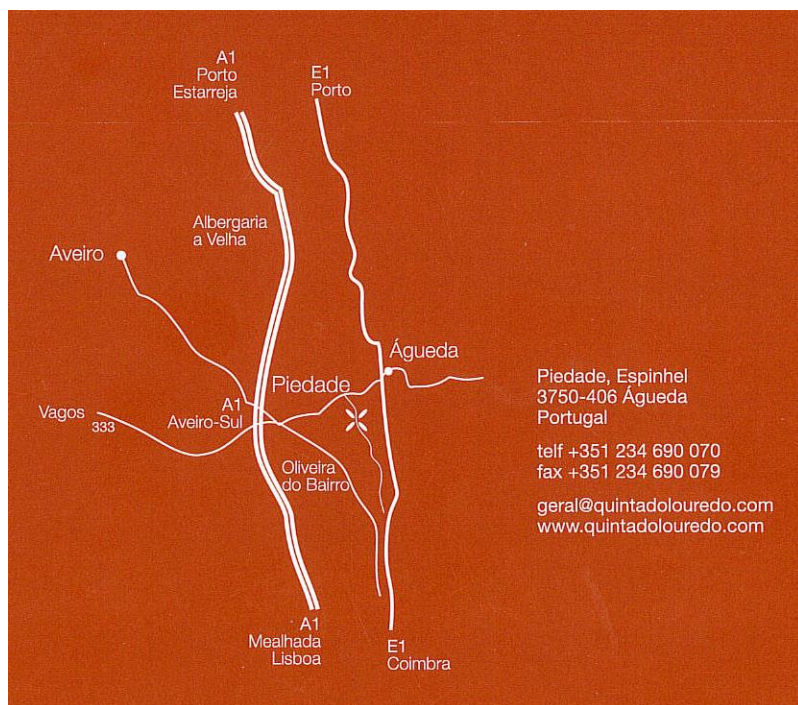 A1
Porto
Estarreja
E1
Porto
Albergaria
a Velha
Aveiro
Águeda
Piedade
Vagos
333
A1
Aveiro-Sul
Oliveira
do Bairro
A1
Mealhada
Lisboa
E1
Coimbra
Piedade, Espinhel
3750-406 Águeda
Portugal
telf +351 234 690 070
fax +351 234 690 079
geral@quintadolouredo.com
www.quintadolouredo.com